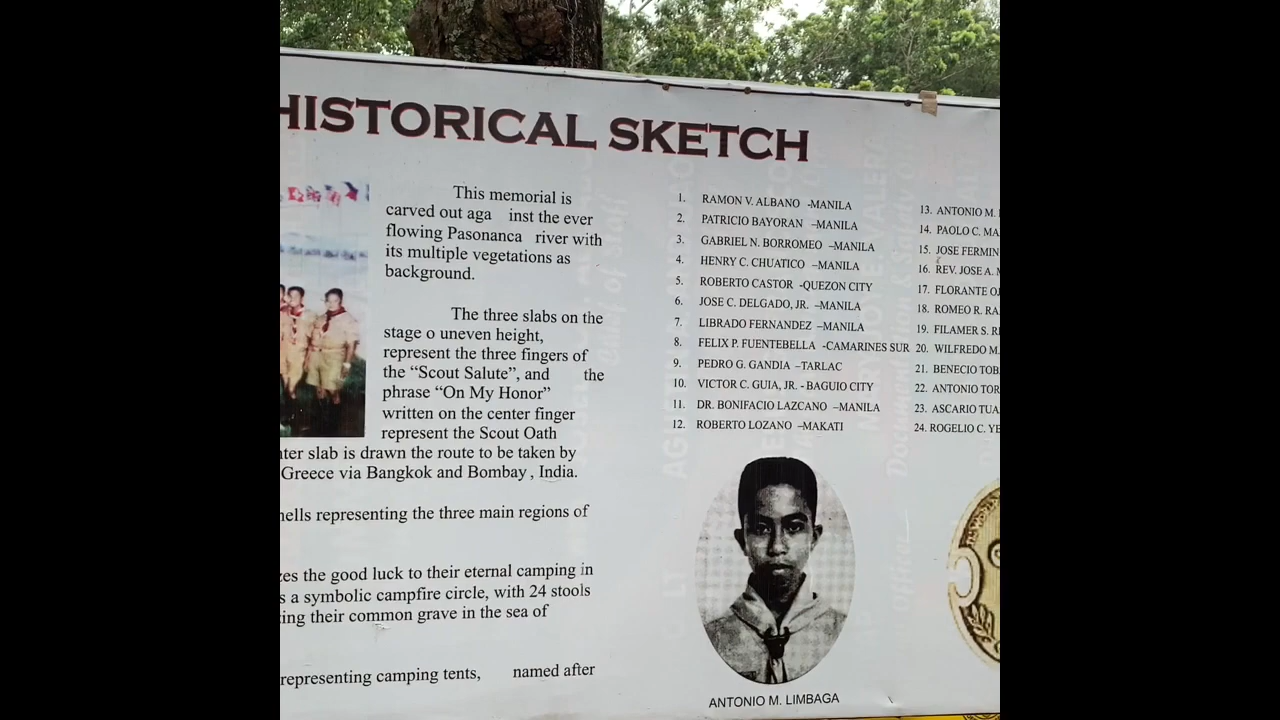 HISTORICAL SKETCH
This memorial is
carved out aga inst the ever
flowing Pasonanca river with
its multiple vegetations as
background.
The three slabs on the
stage o uneven height,
represent the three fingers of
the “Scout Salute”, and the
phrase “On My Honor”
written on the center finger
represent the Scout Oath
nter slab is drawn the route to be taken by
Greece via Bangkok and Bombay, India.
hells representing the three main regions of
zes the good luck to their eternal camping in
s a symbolic campfire circle, with 24 stools
ting their common grave in the sea of
representing camping tents, named after
1. RAMON V. ALBANO -MANILA
2. PATRICIO BAYORAN –MANILA
3. GABRIEL N. BORROMEO –MANILA
4. HENRY C. CHUATICO –MANILA
5. ROBERTO CASTOR -QUEZON CITY
6. JOSE C. DELGADO, JR. –MANILA
7. LIBRADO FERNANDEZ –MANILA
8. FELIX P. FUENTEBELLA -CAMARINES SUR
9. PEDRO G. GANDIA –TARLAC
10. VICTOR C. GUIA, JR. - BAGUIO CITY
11. DR. BONIFACIO LAZCANO –MANILA
12. ROBERTO LOZANO –MAKATI
13. ANTONIO M.
14. PAOLO C. MA
15. JOSE FERMIN
16. REV. JOSE A.
17. FLORANTE O
18. ROMEO R. RA
19. FILAMER S. R
20. WILFREDO M.
21. BENECIO TOB
22. ANTONIO TOR
23. ASCARIO TUA
24. ROGELIO C. YE
ANTONIO M. LIMBAGA